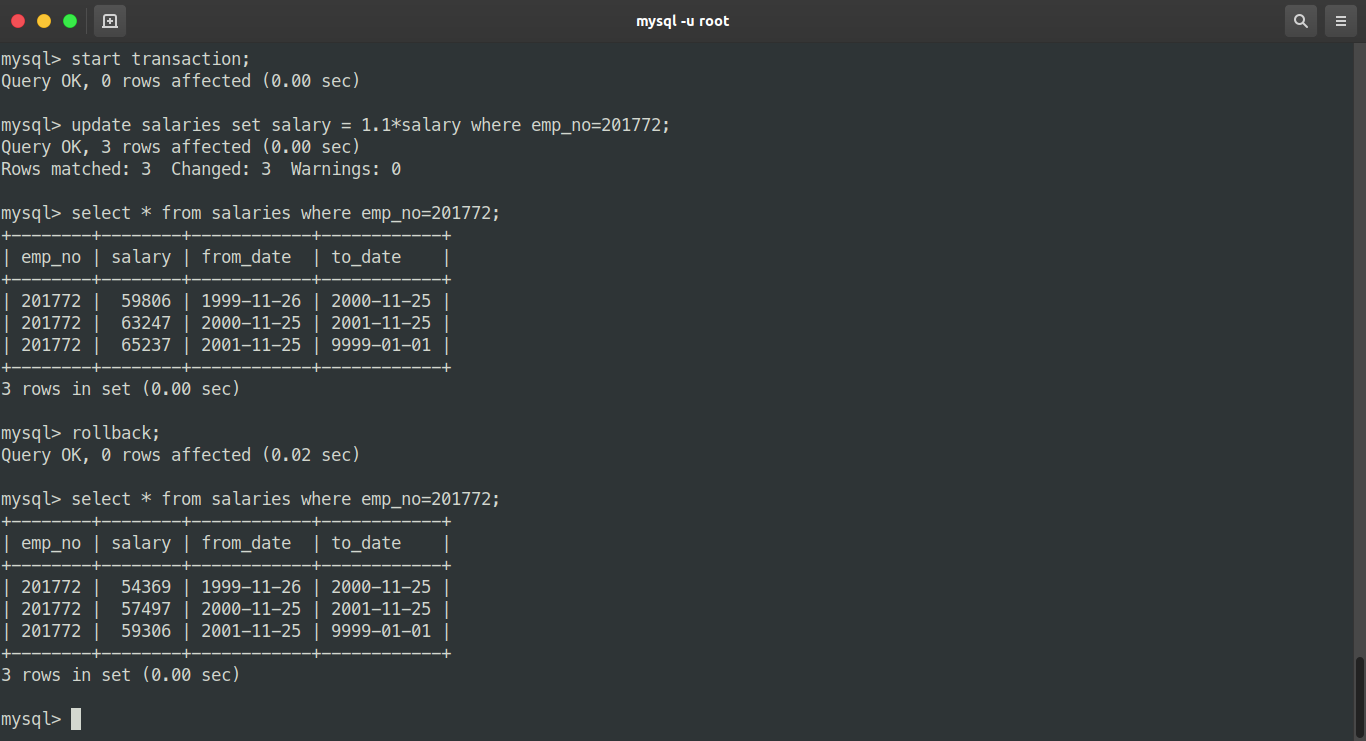 mysql -u root
mysql> start transaction;
Query OK, 0 rows affected (0.00 sec)
mysql> update salaries set salary = 1.1*salary where emp_no=201772;
Query OK, 3 rows affected (0.00 sec)
Rows matched: 3  Changed: 3  Warnings: 0
mysql> select * from salaries where emp_no=201772;
+--------+--------+------------+------------+
| emp_no | salary | from_date  | to_date    |
+--------+--------+------------+------------+
| 201772 |  59806 | 1999-11-26 | 2000-11-25 |
| 201772 |  63247 | 2000-11-25 | 2001-11-25 |
| 201772 |  65237 | 2001-11-25 | 9999-01-01 |
+--------+--------+------------+------------+
3 rows in set (0.00 sec)
mysql> rollback;
Query OK, 0 rows affected (0.02 sec)
mysql> select * from salaries where emp_no=201772;
+--------+--------+------------+------------+
| emp_no | salary | from_date  | to_date    |
+--------+--------+------------+------------+
| 201772 |  54369 | 1999-11-26 | 2000-11-25 |
| 201772 |  57497 | 2000-11-25 | 2001-11-25 |
| 201772 |  59306 | 2001-11-25 | 9999-01-01 |
+--------+--------+------------+------------+
3 rows in set (0.00 sec)
mysql>